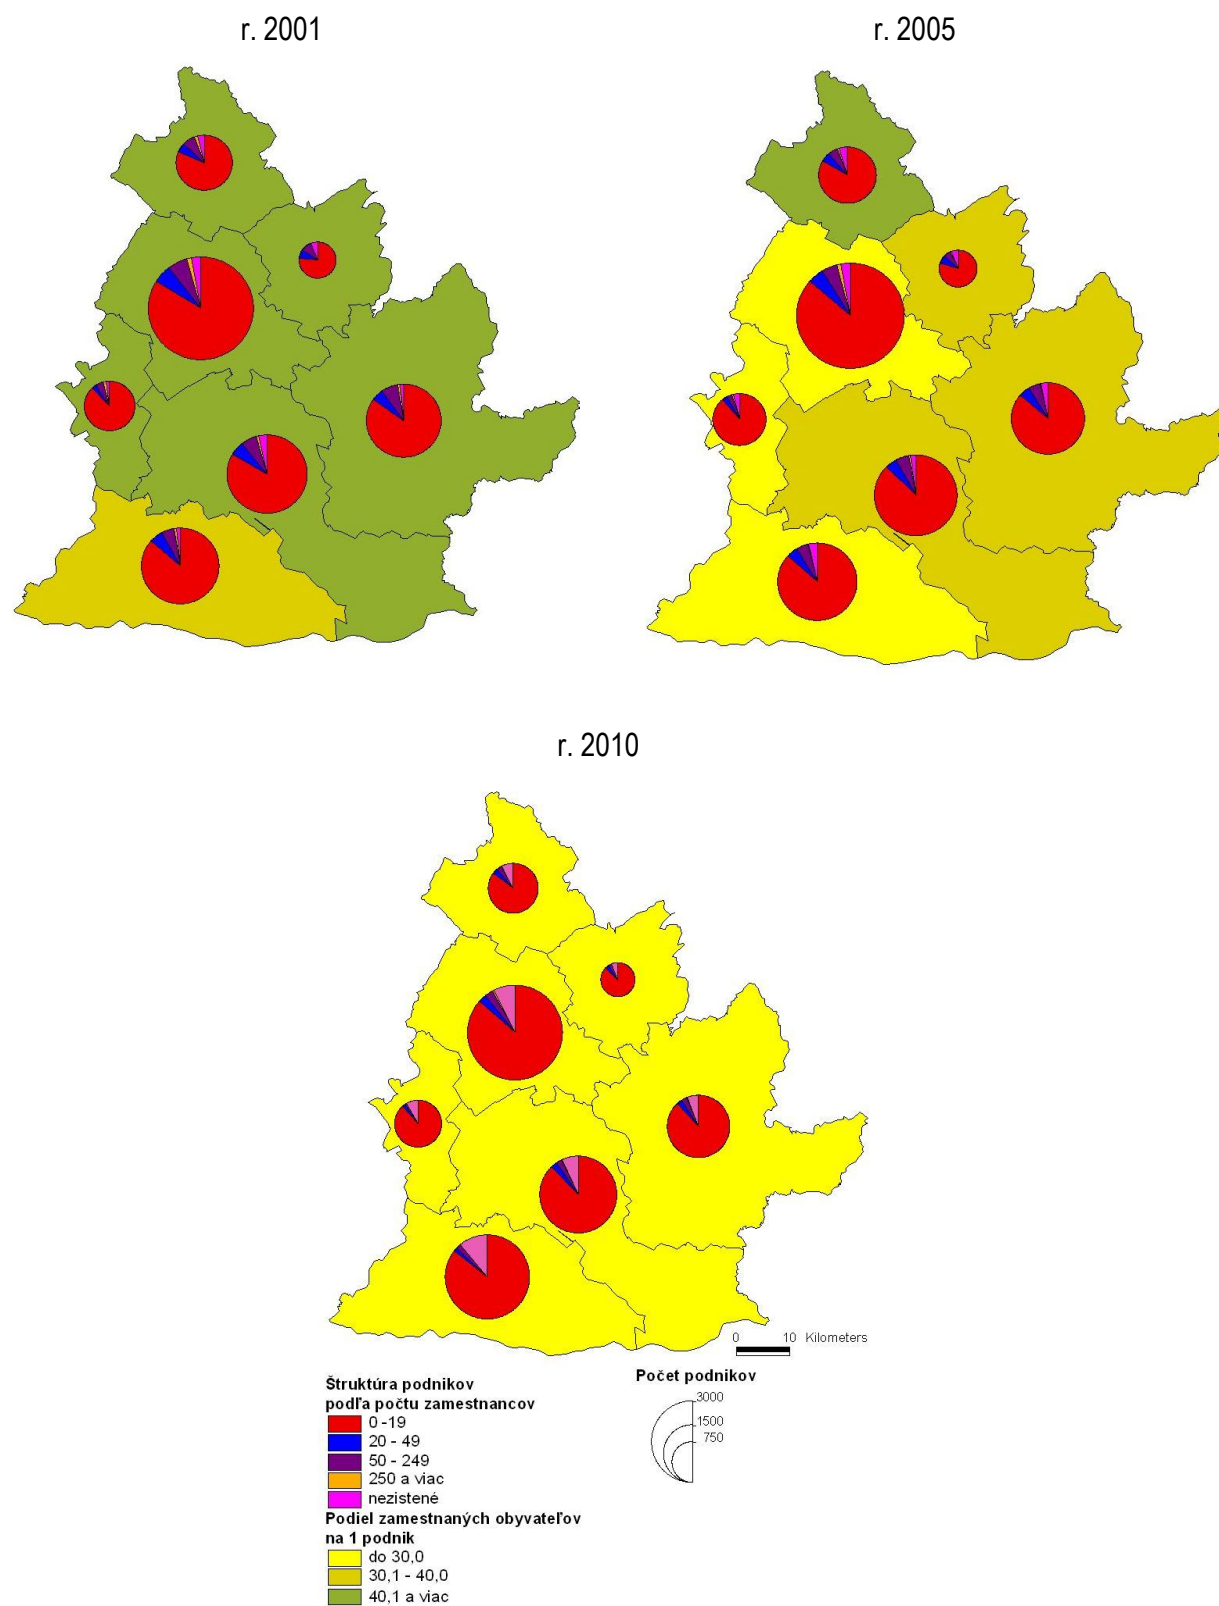 r. 2001
r. 2005
r. 2010
0 10 Kilometers
Štruktúra podnikov
podľa počtu zamestnancov
0 -19
20 - 49
50 - 249
250 a viac
nezistené
Podiel zamestnaných obyvateľov
na 1 podnik
do 30,0
30,1 - 40,0
40,1 a viac
Počet podnikov
3000
1500
750